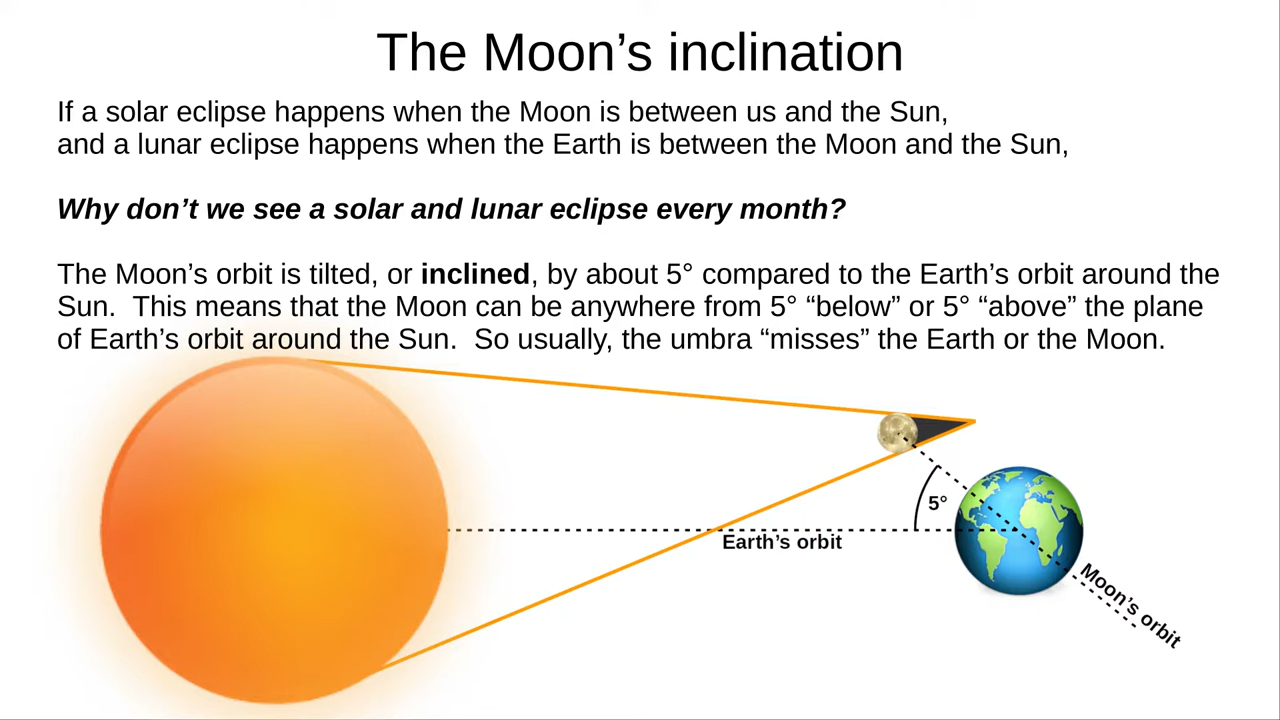 The Moon’s inclination
If a solar eclipse happens when the Moon is between us and the Sun,
and a lunar eclipse happens when the Earth is between the Moon and the Sun,
Why don’t we see a solar and lunar eclipse every month?
The Moon’s orbit is tilted, or inclined, by about 5° compared to the Earth’s orbit around the
Sun.  This means that the Moon can be anywhere from 5° “below” or 5° “above” the plane
of Earth’s orbit around the Sun.  So usually, the umbra “misses” the Earth or the Moon.
5°
Earth’s orbit
Moon’s orbit